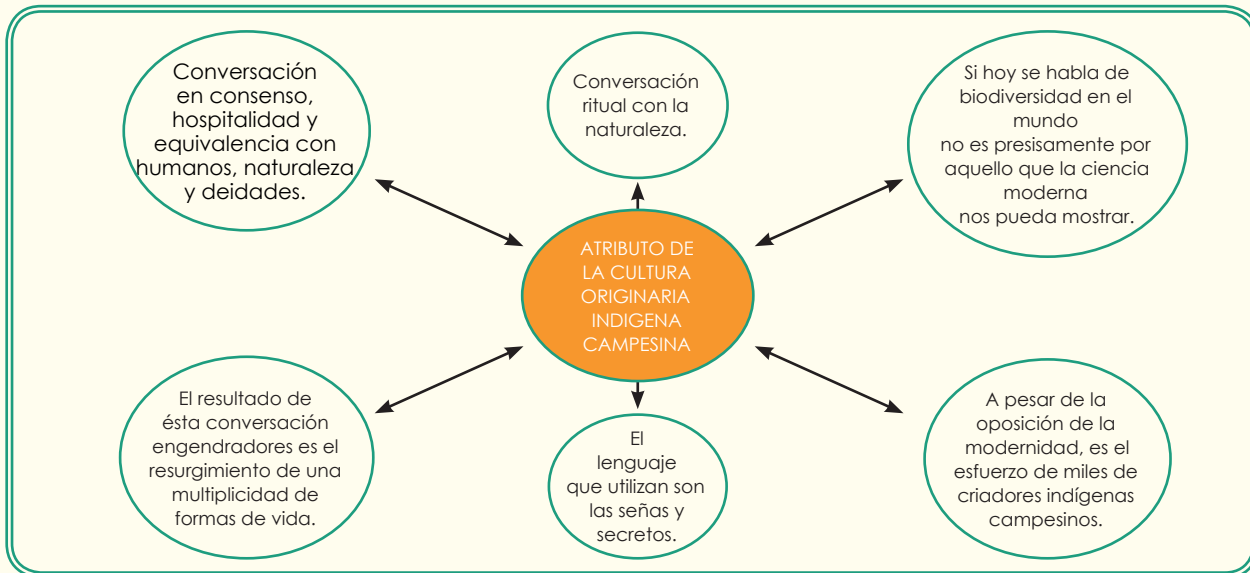 Conversación
en consenso,
hospitalidad y
equivalencia con
humanos, naturaleza
y deidades.
Conversación
ritual con la
naturaleza.
Si hoy se habla de
biodiversidad en el
mundo
no es presisamente por
aquello que la ciencia
moderna
nos pueda mostrar.
ATRIBUTO DE
LA CULTURA
ORIGINARIA
INDIGENA
CAMPESINA
El resultado de
ésta conversación
engendradores es el
resurgimiento de una
multiplicidad de
formas de vida.
El
lenguaje
que utilizan son
las señas y
secretos.
A pesar de la
oposición de la
modernidad, es el
esfuerzo de miles de
criadores indígenas
campesinos.